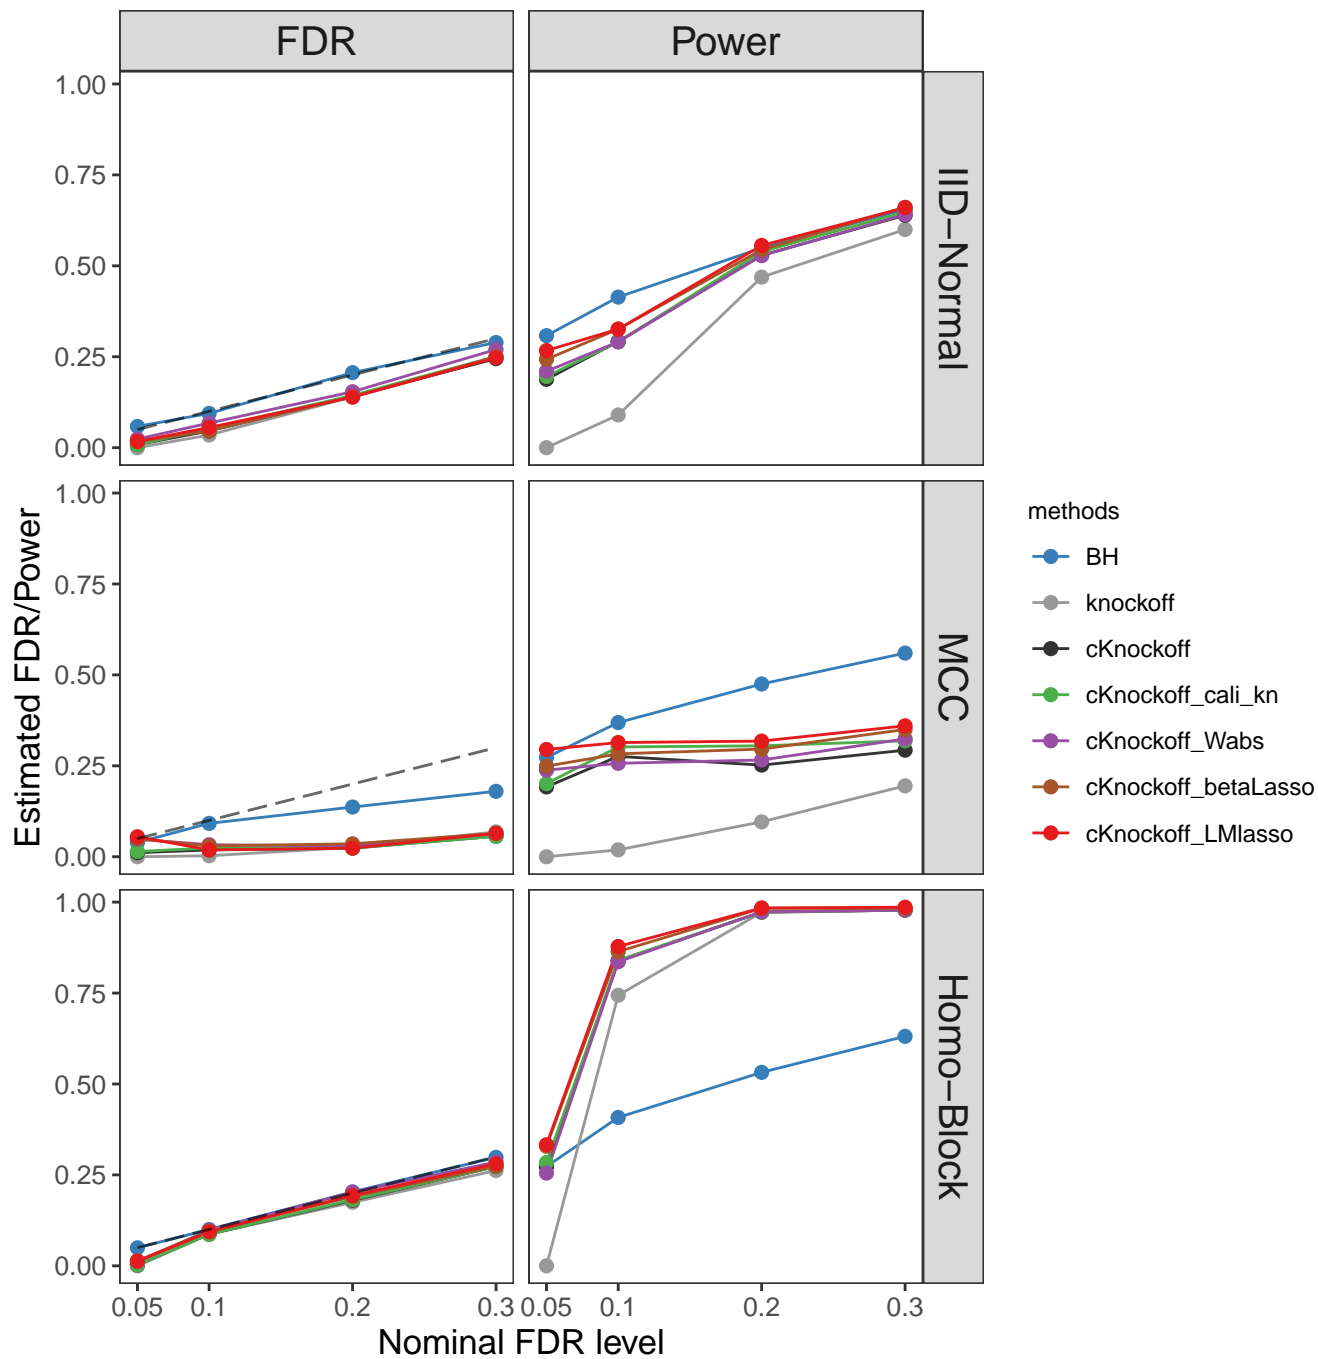 FDR
Power
1.00
0.75
0.50
0.25
0.00
IID−Normal
1.00
0.75
0.50
0.25
0.00
MCC
1.00
0.75
0.50
0.25
0.00
Homo−Block
0.05
0.1
0.2
0.3
0.05
0.1
0.2
0.3
Nominal FDR level
Estimated FDR/Power
methods
BH
knockoff
cKnockoff
cKnockoff_cali_kn
cKnockoff_Wabs
cKnockoff_betaLasso
cKnockoff_LMlasso